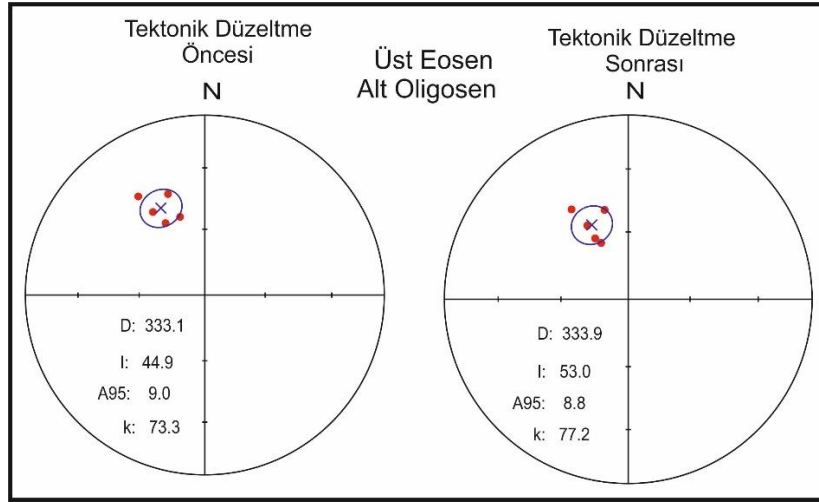 Tektonik Düzeltme
Öncesi
N
Üst Eosen
Alt Oligosen
Tektonik Düzeltme
Sonrası
N
D: 333.1
I: 44.9
A95: 9.0
k: 73.3
D: 333.9
I: 53.0
A95: 8.8
k: 77.2